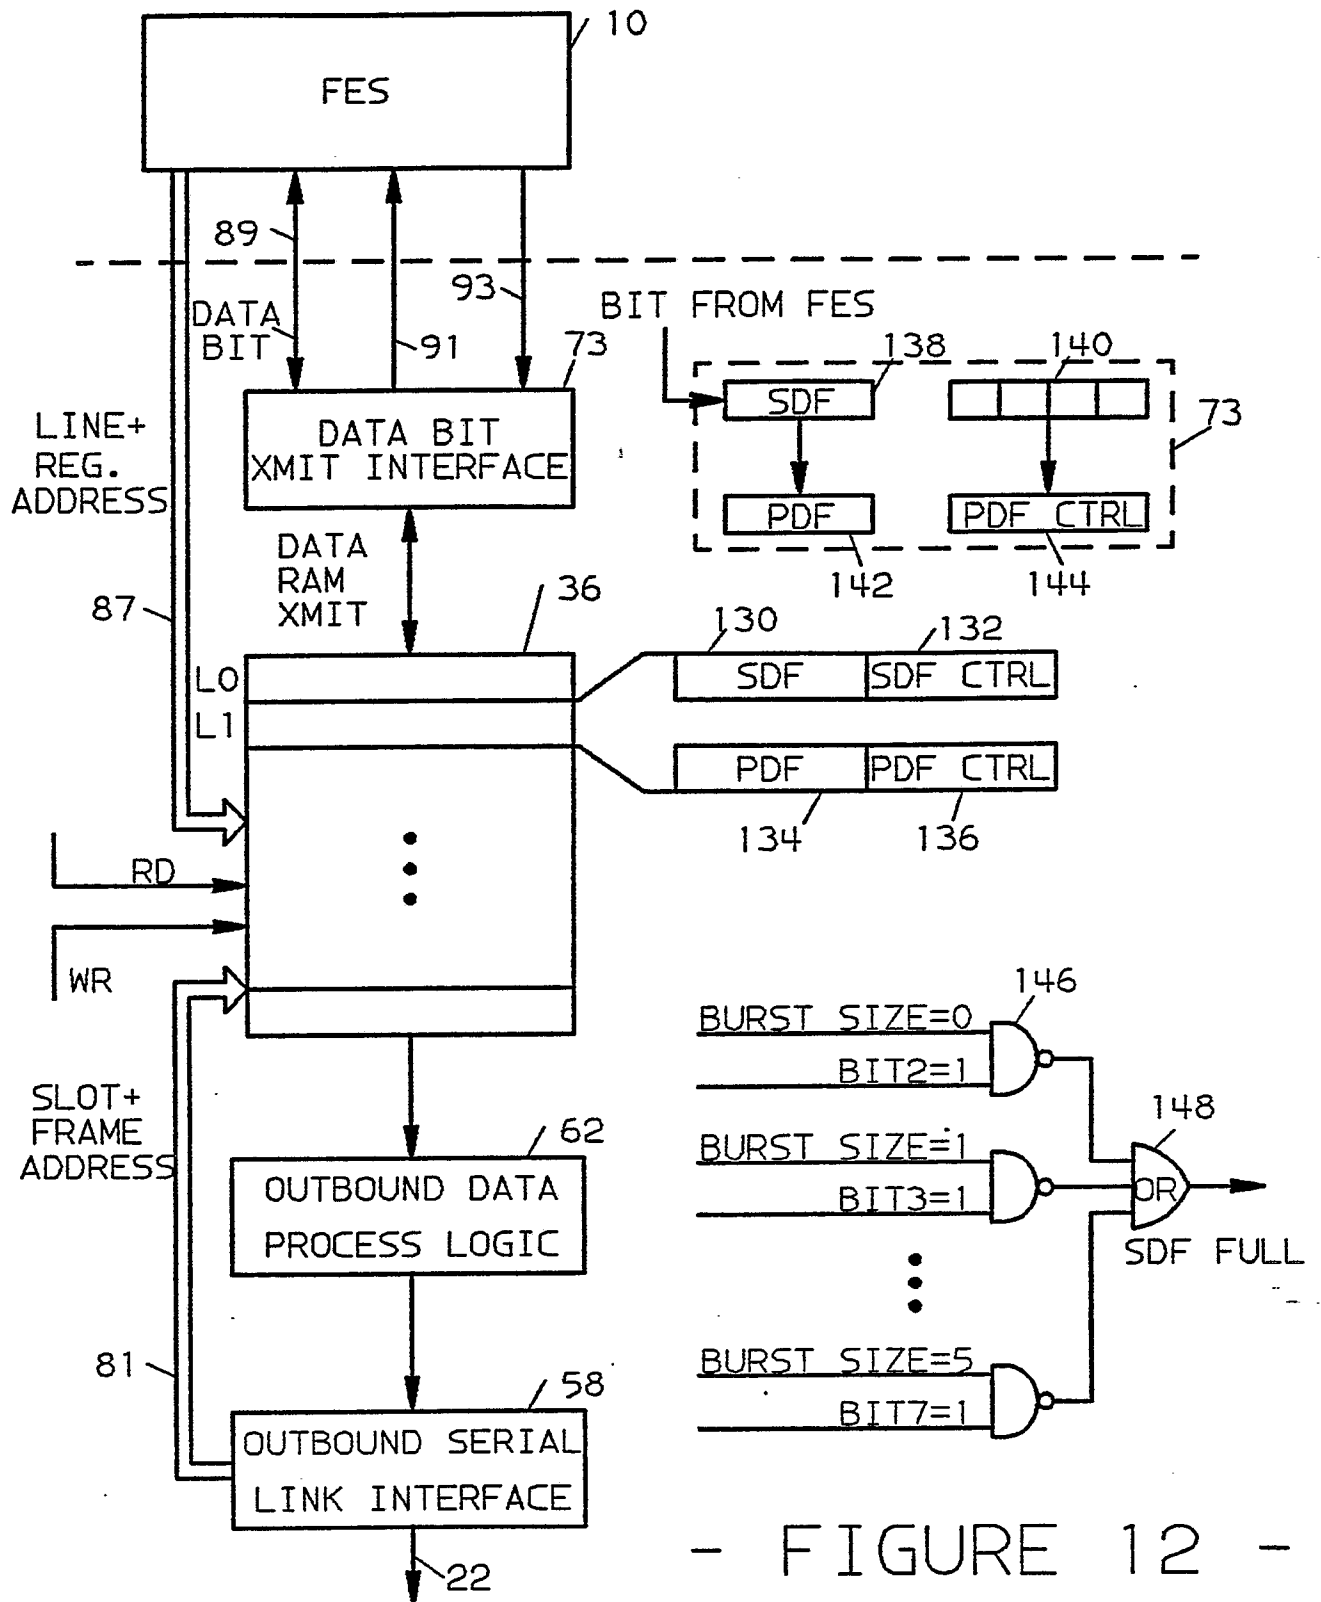 10
FES
89
93
DATA
BIT
91
73
BIT FROM FES
138
140
SDF
73
LINE+
REG.
ADDRESS
DATA BIT
XMIT INTERFACE
PDF
PDF CTRL
142
144
DATA
RAM
XMIT
87
36
130
132
L0
SDF
SDF CTRL
L1
PDF
PDF CTRL
134
136
RD
WR
146
BURST SIZE=0
BIT2=1
SLOT+
FRAME
ADDRESS
62
148
BURST SIZE=1
OUTBOUND DATA
PROCESS LOGIC
BIT3=1
OR
SDF FULL
81
BURST SIZE=5
58
BIT7=1
OUTBOUND SERIAL
LINK INTERFACE
22
- FIGURE 12 -